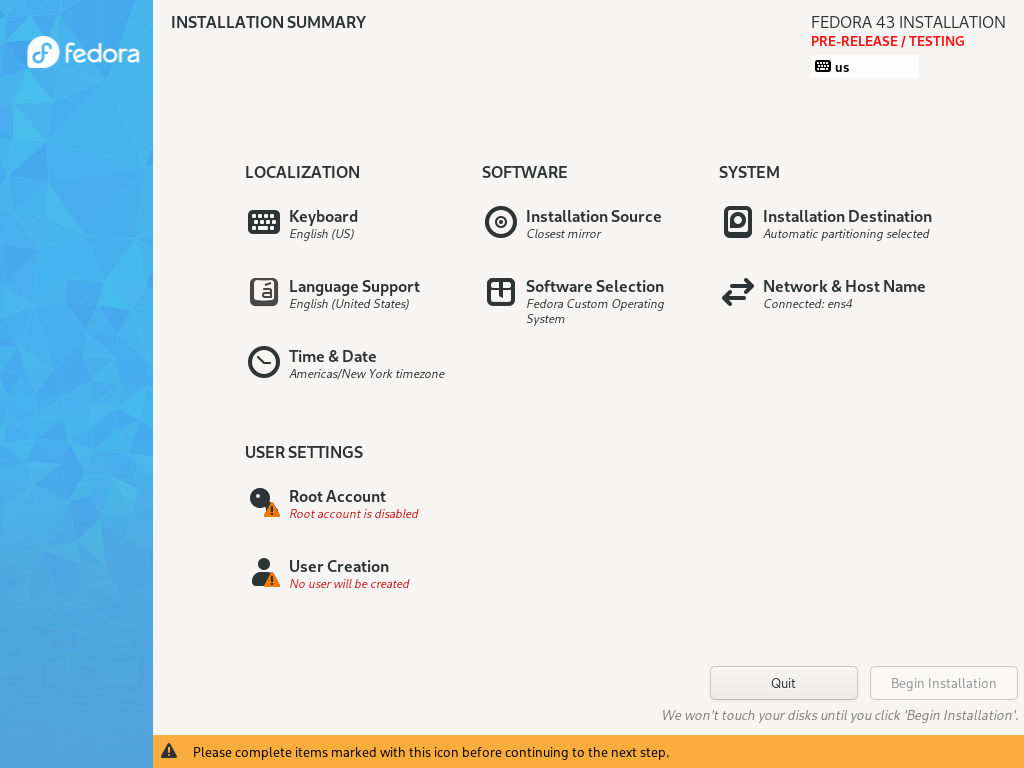 INSTALLATION SUMMARY
FEDORA 43 INSTALLATION
PRE-RELEASE / TESTING
us
fedora
LOCALIZATION
Keyboard
English (US)
Language Support
English (United States)
Time & Date
Americas/New York timezone
SOFTWARE
Installation Source
Closest mirror
Software Selection
Fedora Custom Operating
System
SYSTEM
Installation Destination
Automatic partitioning selected
Network & Host Name
Connected: ens4
USER SETTINGS
Root Account
Root account is disabled
User Creation
No user will be created
Quit
Begin Installation
We won't touch your disks until you click 'Begin Installation'.
Please complete items marked with this icon before continuing to the next step.